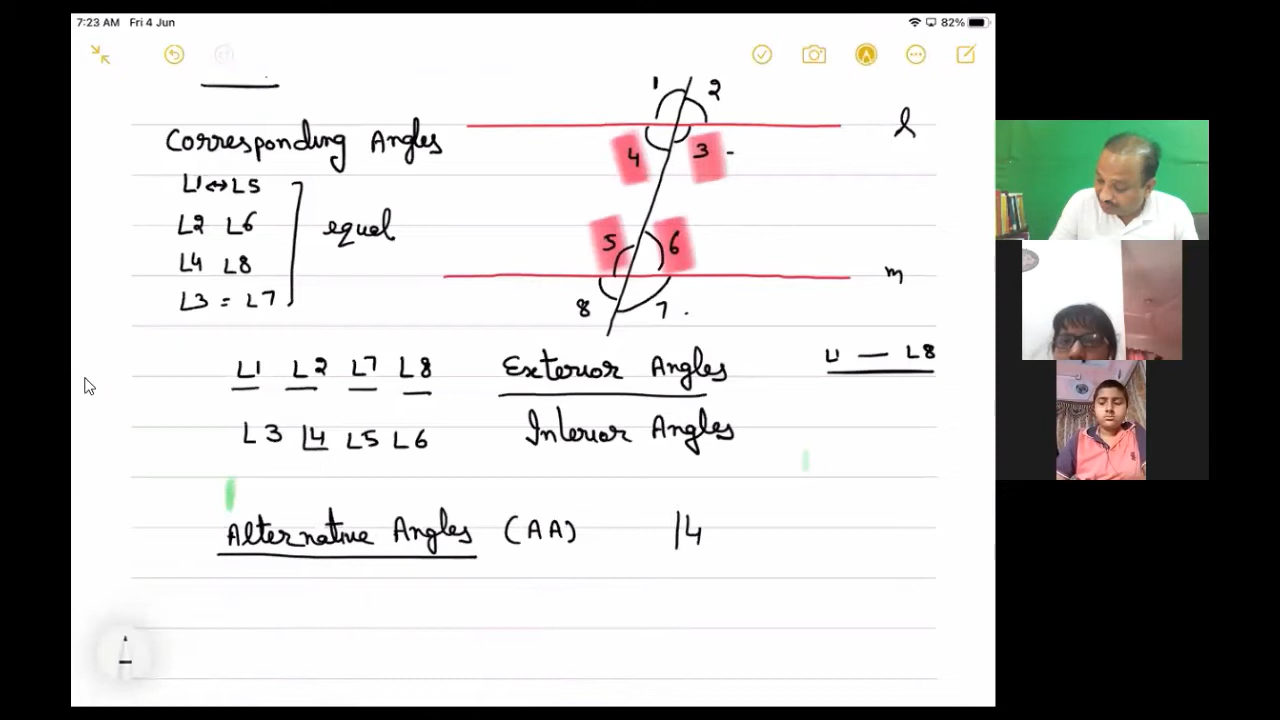 7:23 AM Fri 4 Jun 82%
1 2
Corresponding Angles l
4 3
∠1 ↔ ∠5
∠2 ∠6 equal
5 6
∠4 ∠8
m
∠3 = ∠7
8 7
∠1 ∠2 ∠7 ∠8 Exterior Angles ∠1 — ∠8
∠3 ∠4 ∠5 ∠6 Interior Angles
Alternative Angles (AA) ∠4